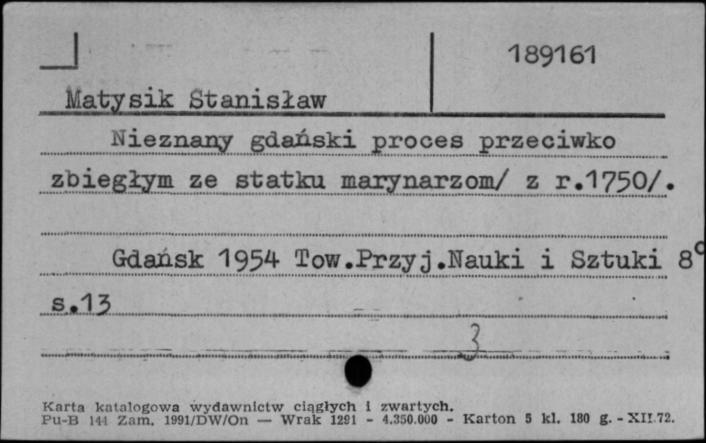 189161
Matysik Stanisław
Nieznany gdański proces przeciwko
zbiegłym ze statku marynarzom/ z r.1750/.
Gdańsk 1954 Tow.Przyj.Nauki i Sztuki 8°
s.13
3
Karta katalogowa wydawnictw ciągłych i zwartych.
Pu-B 144 Zam. 1991/DW/On — Wrak 1291 - 4.350.000 - Karton 5 kl. 180 g. - XII.72.